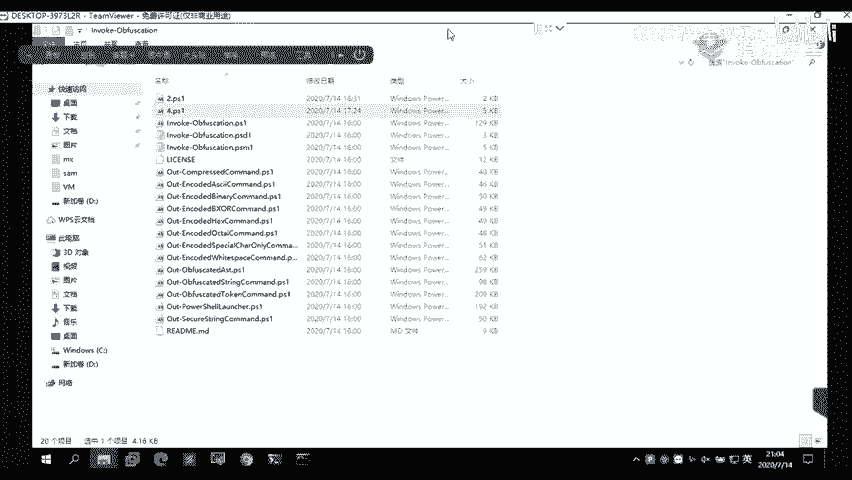 DESKTOP-3973L2R - TeamViewer - 免费许可证(仅非商业用途)
Invoke-Obfuscation
搜索"Invoke-Obfuscation"
名称 修改日期 类型 大小
快速访问
桌面
下载
文档
图片
mx
sam
VM
新加卷 (D:)
WPS云文档
此电脑
3D 对象
视频
图片
文档
下载
音乐
桌面
Windows (C:)
新加卷 (D:)
网络
2.ps1 2020/7/14 16:31 Windows Power... 2 KB
4.ps1 2020/7/14 17:24 Windows Power... 5 KB
Invoke-Obfuscation.ps1 2020/7/14 16:00 Windows Power... 129 KB
Invoke-Obfuscation.psd1 2020/7/14 16:00 Windows Power... 3 KB
Invoke-Obfuscation.psm1 2020/7/14 16:00 Windows Power... 5 KB
LICENSE 2020/7/14 16:00 文件 12 KB
Out-CompressedCommand.ps1 2020/7/14 16:00 Windows Power... 40 KB
Out-EncodedAsciiCommand.ps1 2020/7/14 16:00 Windows Power... 46 KB
Out-EncodedBinaryCommand.ps1 2020/7/14 16:00 Windows Power... 50 KB
Out-EncodedBXORCommand.ps1 2020/7/14 16:00 Windows Power... 49 KB
Out-EncodedHexCommand.ps1 2020/7/14 16:00 Windows Power... 49 KB
Out-EncodedOctalCommand.ps1 2020/7/14 16:00 Windows Power... 48 KB
Out-EncodedSpecialCharOnlyComma... 2020/7/14 16:00 Windows Power... 51 KB
Out-EncodedWhitespaceCommand.p... 2020/7/14 16:00 Windows Power... 62 KB
Out-ObfuscatedAst.ps1 2020/7/14 16:00 Windows Power... 259 KB
Out-ObfuscatedStringCommand.ps1 2020/7/14 16:00 Windows Power... 98 KB
Out-ObfuscatedTokenCommand.ps1 2020/7/14 16:00 Windows Power... 209 KB
Out-PowerShellLauncher.ps1 2020/7/14 16:00 Windows Power... 192 KB
Out-SecureStringCommand.ps1 2020/7/14 16:00 Windows Power... 50 KB
README.md 2020/7/14 16:00 MD 文件 9 KB
20 个项目 选中 1 个项目 4.16 KB
英
21:04
2020/7/14